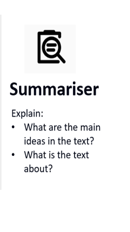 Summariser
Explain:
• What are the main
ideas in the text?
• What is the text
about?